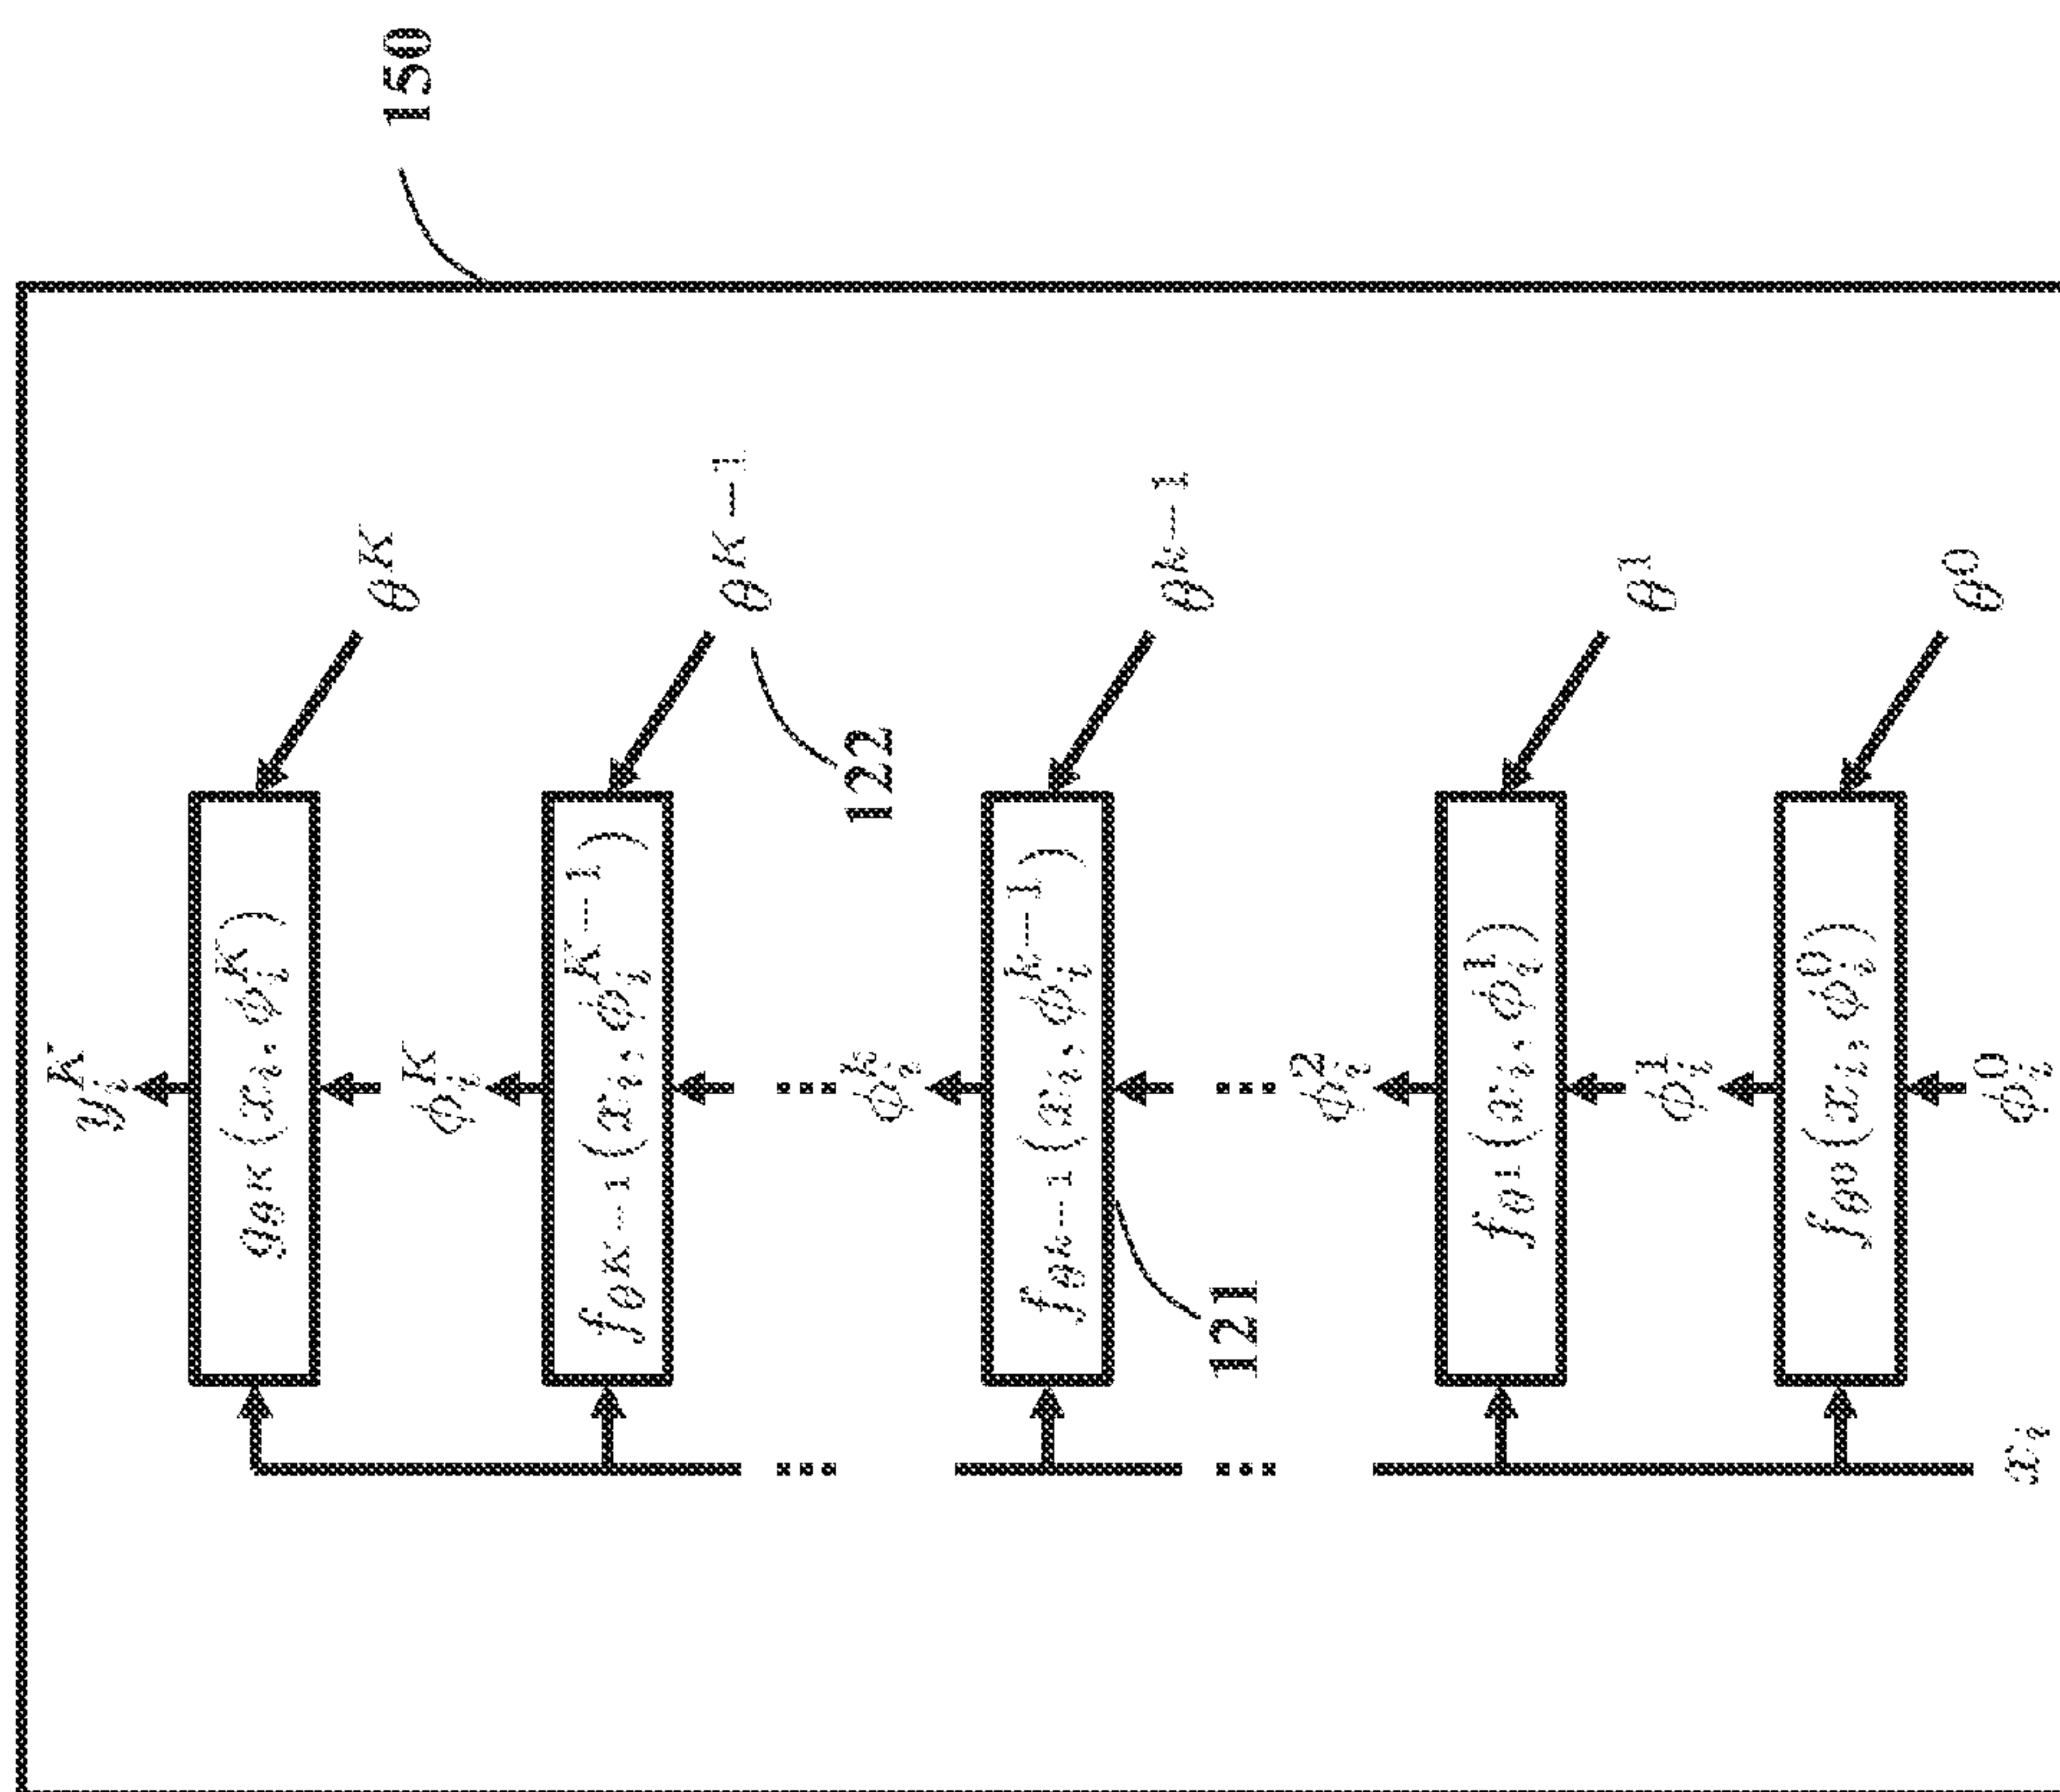 150
y_i^K
g_{θ^K}(x_i, φ_i^K)
θ^K
φ_i^K
f_{θ^{K-1}}(x_i, φ_i^{K-1})
θ^{K-1}
122
φ_i^k
f_{θ^{k-1}}(x_i, φ_i^{k-1})
θ^{k-1}
121
φ_i^2
f_{θ^1}(x_i, φ_i^1)
θ^1
φ_i^1
f_{θ^0}(x_i, φ_i^0)
θ^0
φ_i^0
x_i